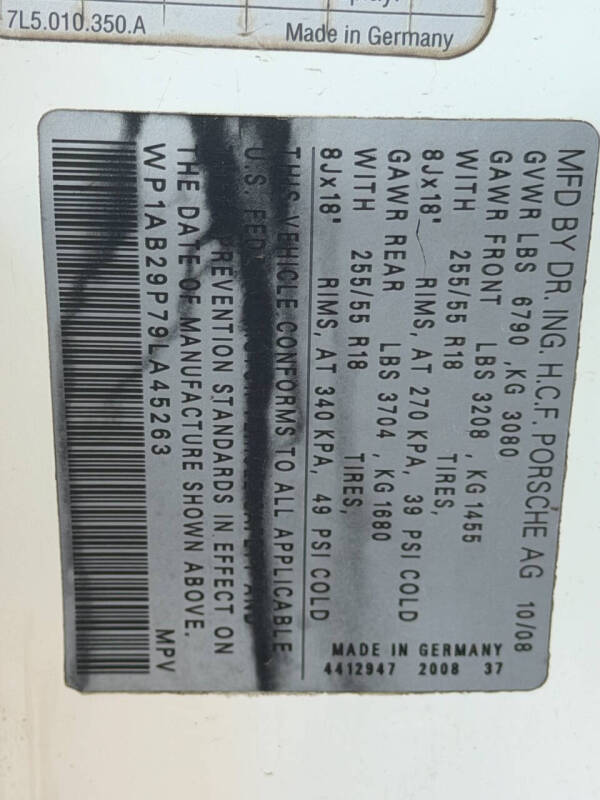 7L5.010.350.A
Made in Germany
MFD BY DR. ING. H.C.F. PORSCHE AG 10/08
GVWR LBS 6790 ,KG 3080
GAWR FRONT LBS 3208 , KG 1455
WITH 255/55 R18 TIRES,
8Jx18" RIMS, AT 270 KPA, 39 PSI COLD
GAWR REAR LBS 3704 , KG 1680
WITH 255/55 R18 TIRES,
8Jx18" RIMS, AT 340 KPA, 49 PSI COLD
THIS VEHICLE CONFORMS TO ALL APPLICABLE
U.S. AND
PREVENTION STANDARDS IN EFFECT ON
THE DATE OF MANUFACTURE SHOWN ABOVE.
WP1AB29P79LA45263 MPV
MADE IN GERMANY
4412947 2008 37